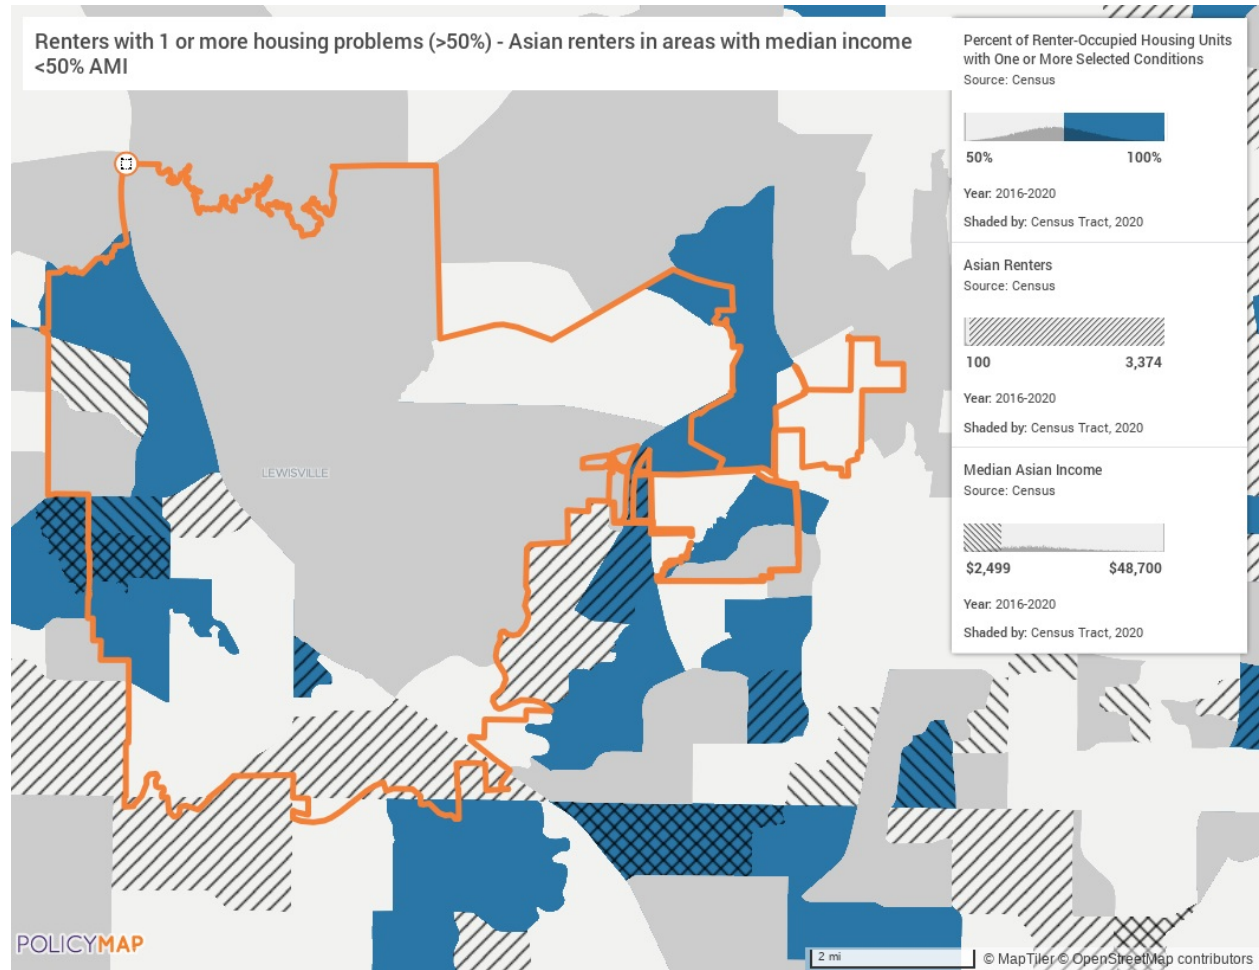 Renters with 1 or more housing problems (>50%) - Asian renters in areas with median income
<50% AMI
Percent of Renter-Occupied Housing Units
with One or More Selected Conditions
Source: Census
50% 100%
Year: 2016-2020
Shaded by: Census Tract, 2020
Asian Renters
Source: Census
100 3,374
Year: 2016-2020
Shaded by: Census Tract, 2020
Median Asian Income
Source: Census
$2,499 $48,700
Year: 2016-2020
Shaded by: Census Tract, 2020
LEWISVILLE
POLICYMAP
2 mi
© MapTiler © OpenStreetMap contributors